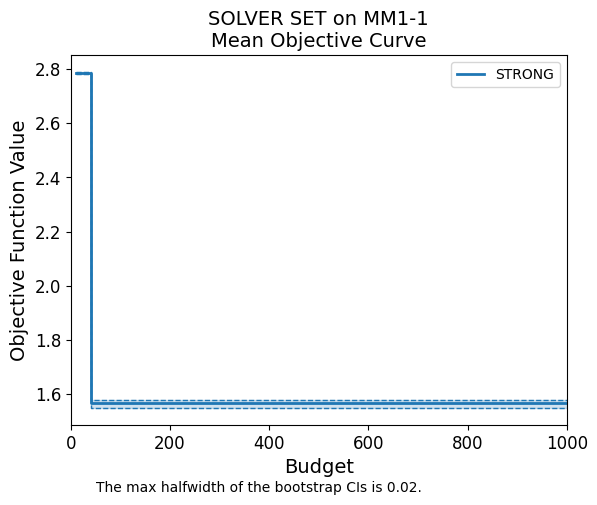 SOLVER SET on MM1-1
Mean Objective Curve
STRONG
Objective Function Value
2.8
2.6
2.4
2.2
2.0
1.8
1.6
0 200 400 600 800 1000
Budget
The max halfwidth of the bootstrap CIs is 0.02.